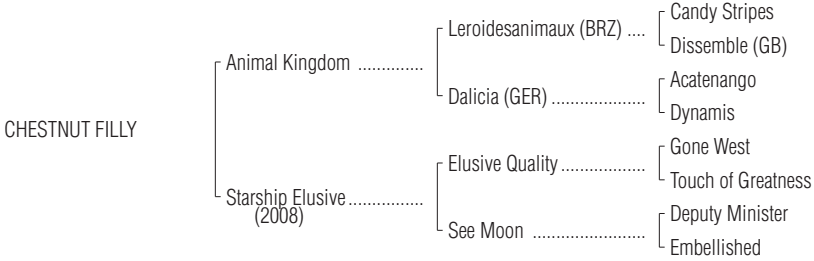 Candy Stripes
Leroidesanimaux (BRZ) ....
Dissemble (GB)
Animal Kingdom ..............
Acatenango
Dalicia (GER) ....................
Dynamis
CHESTNUT FILLY
Gone West
Elusive Quality ..................
Touch of Greatness
Starship Elusive ................
(2008)
Deputy Minister
See Moon ........................
Embellished